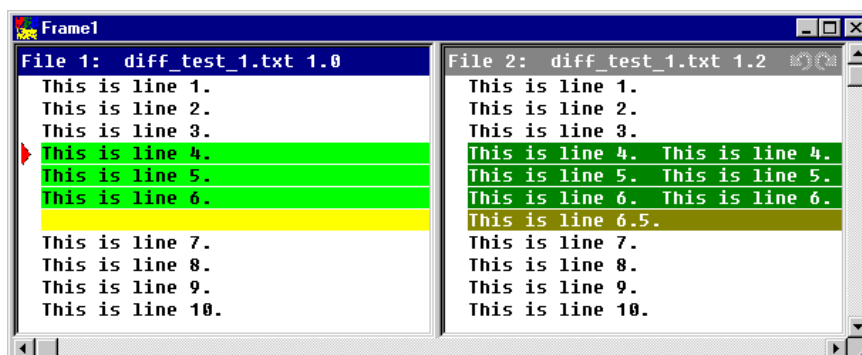 Frame1
File 1:  diff_test_1.txt 1.0
This is line 1.
This is line 2.
This is line 3.
This is line 4.
This is line 5.
This is line 6.
This is line 7.
This is line 8.
This is line 9.
This is line 10.
File 2:  diff_test_1.txt 1.2
This is line 1.
This is line 2.
This is line 3.
This is line 4.  This is line 4.
This is line 5.  This is line 5.
This is line 6.  This is line 6.
This is line 6.5.
This is line 7.
This is line 8.
This is line 9.
This is line 10.